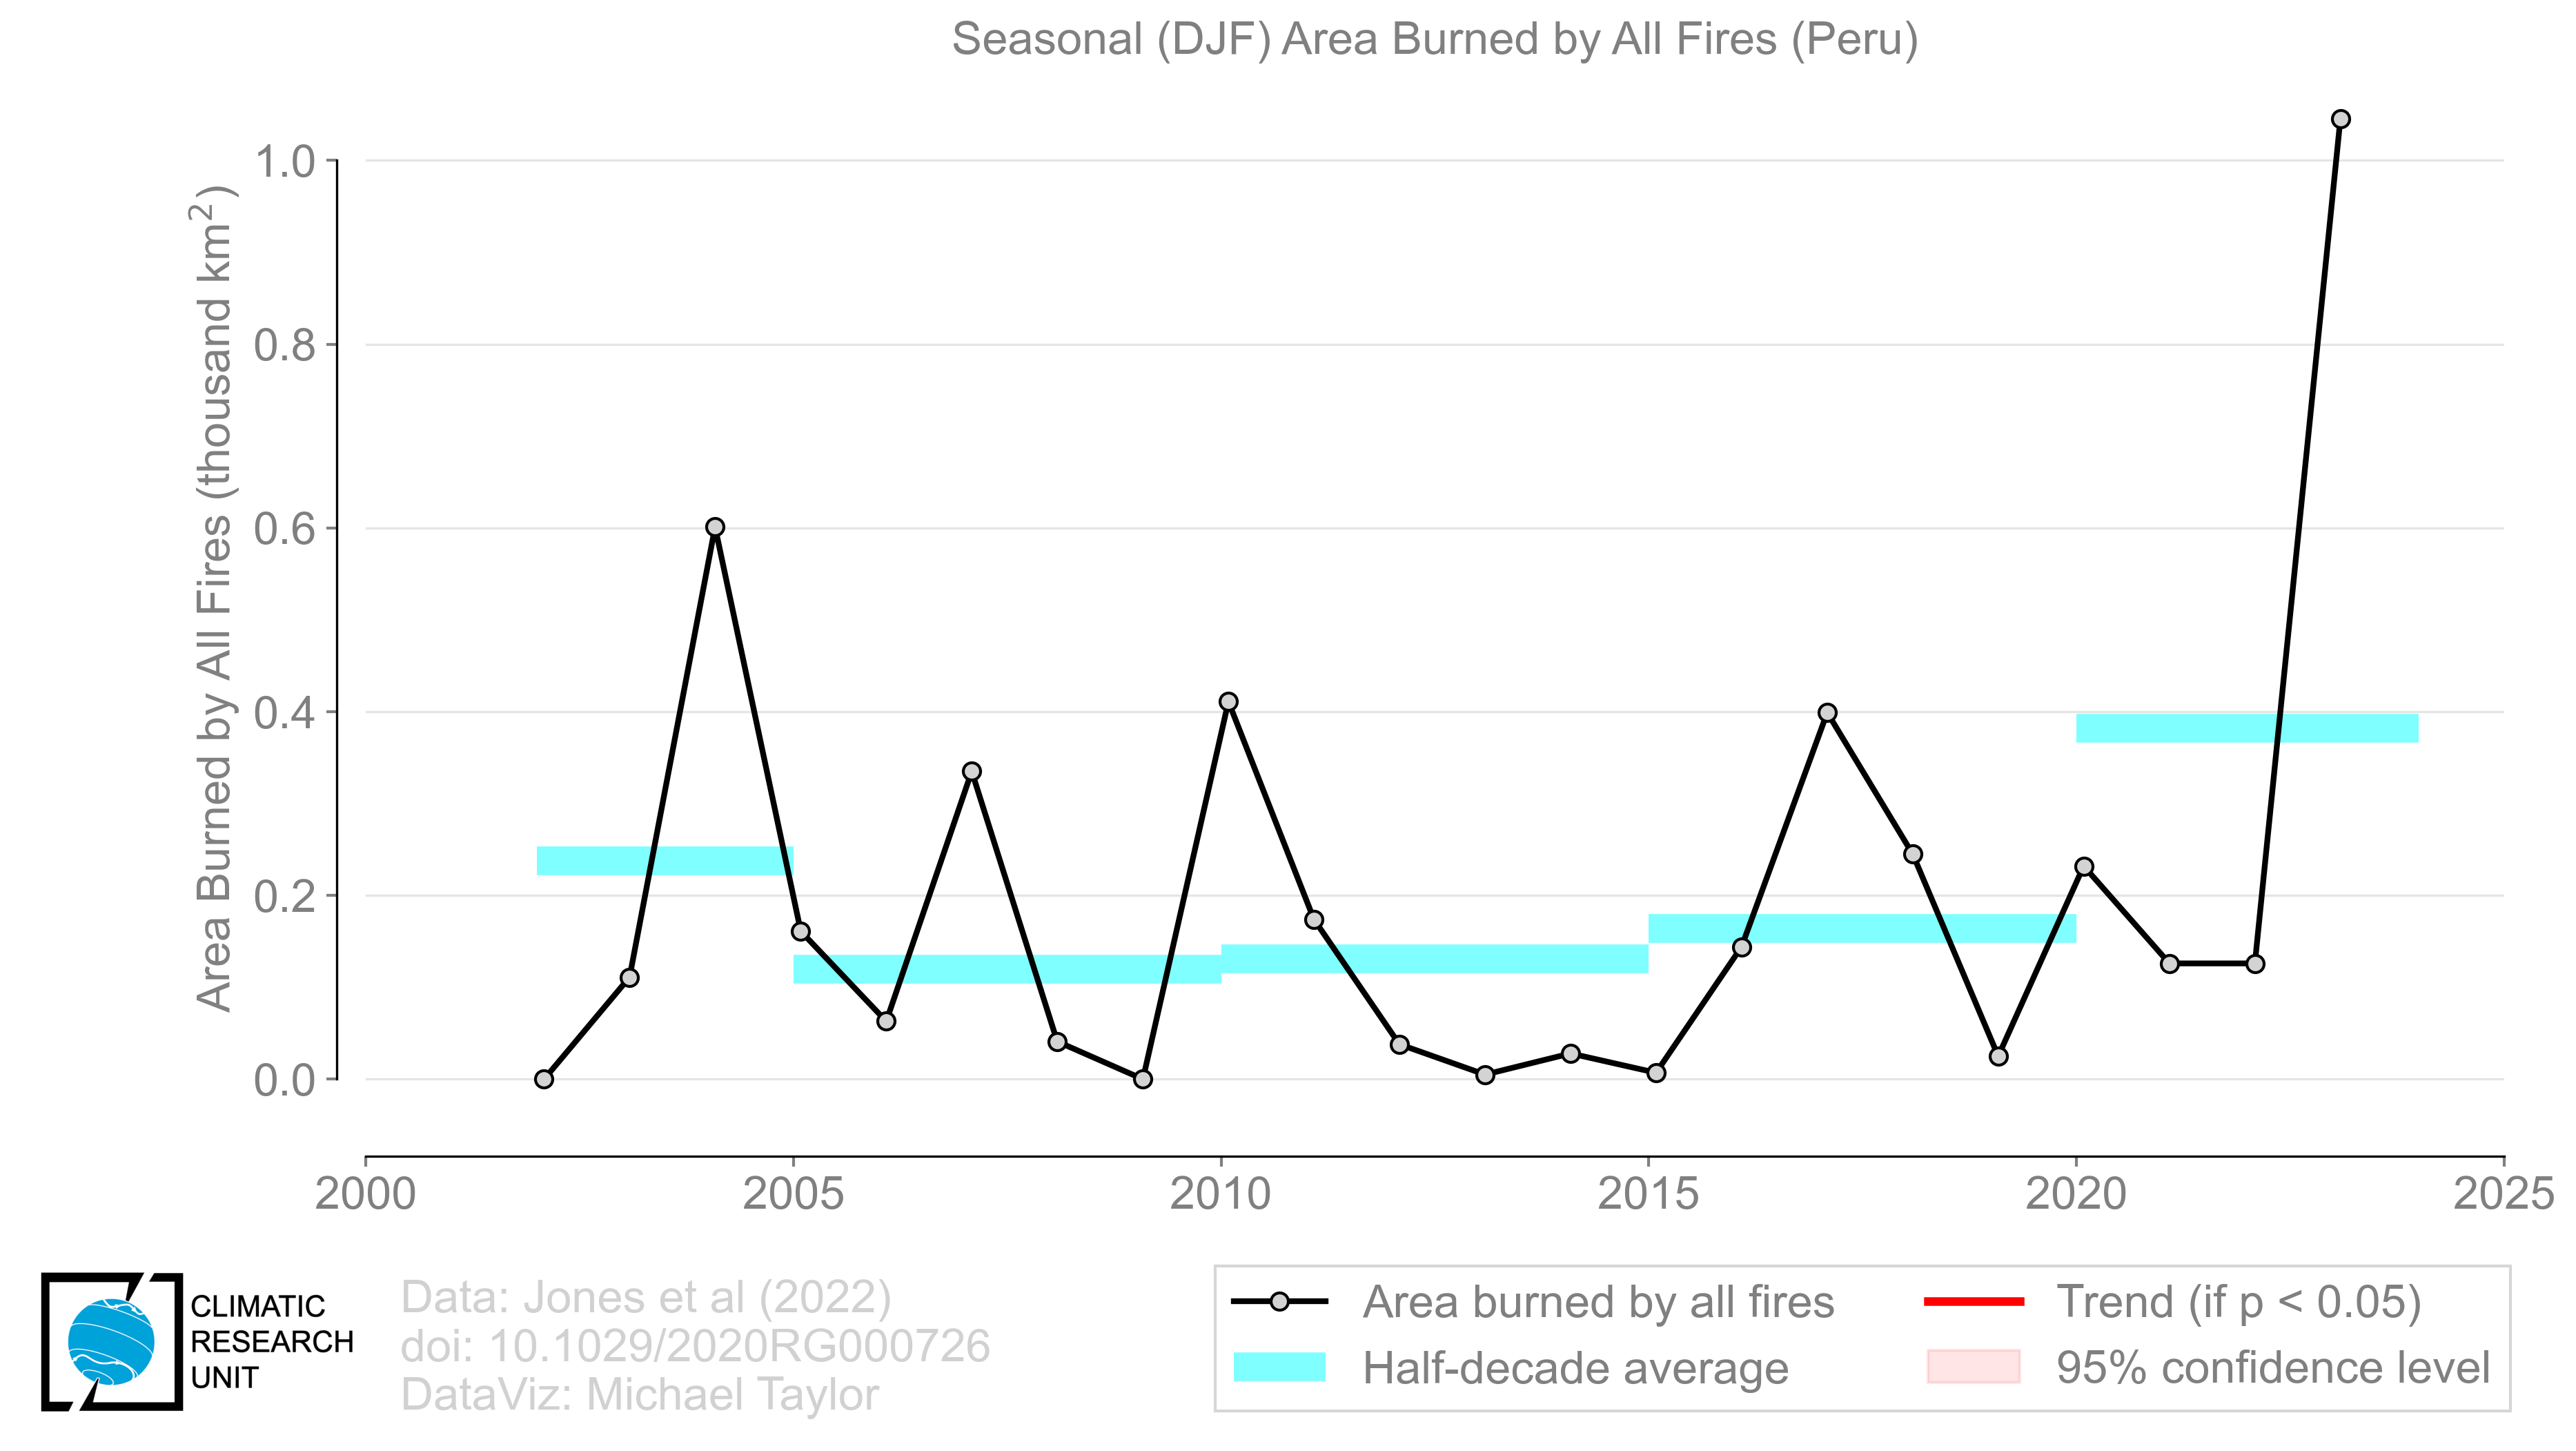 Seasonal (DJF) Area Burned by All Fires (Peru)
Area Burned by All Fires (thousand km²)
1.0
0.8
0.6
0.4
0.2
0.0
2000 2005 2010 2015 2020 2025
CLIMATIC
RESEARCH
UNIT
Data: Jones et al (2022)
doi: 10.1029/2020RG000726
DataViz: Michael Taylor
Area burned by all fires
Half-decade average
Trend (if p < 0.05)
95% confidence level